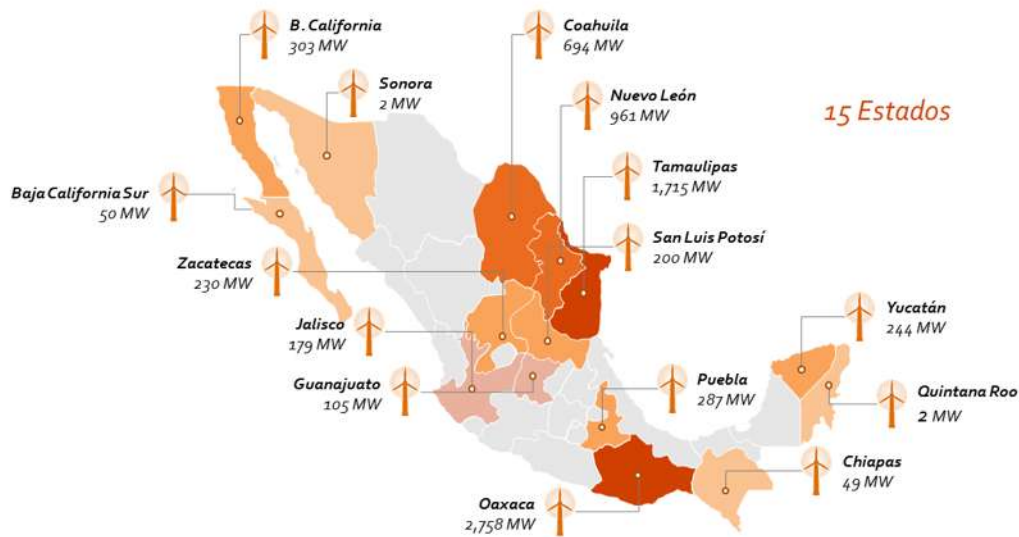 B. California
303 MW
Coahuila
694 MW
Sonora
2 MW
Nuevo León
961 MW
15 Estados
Tamaulipas
1,715 MW
Baja California Sur
50 MW
San Luis Potosí
200 MW
Zacatecas
230 MW
Yucatán
244 MW
Jalisco
179 MW
Guanajuato
105 MW
Puebla
287 MW
Quintana Roo
2 MW
Chiapas
49 MW
Oaxaca
2,758 MW